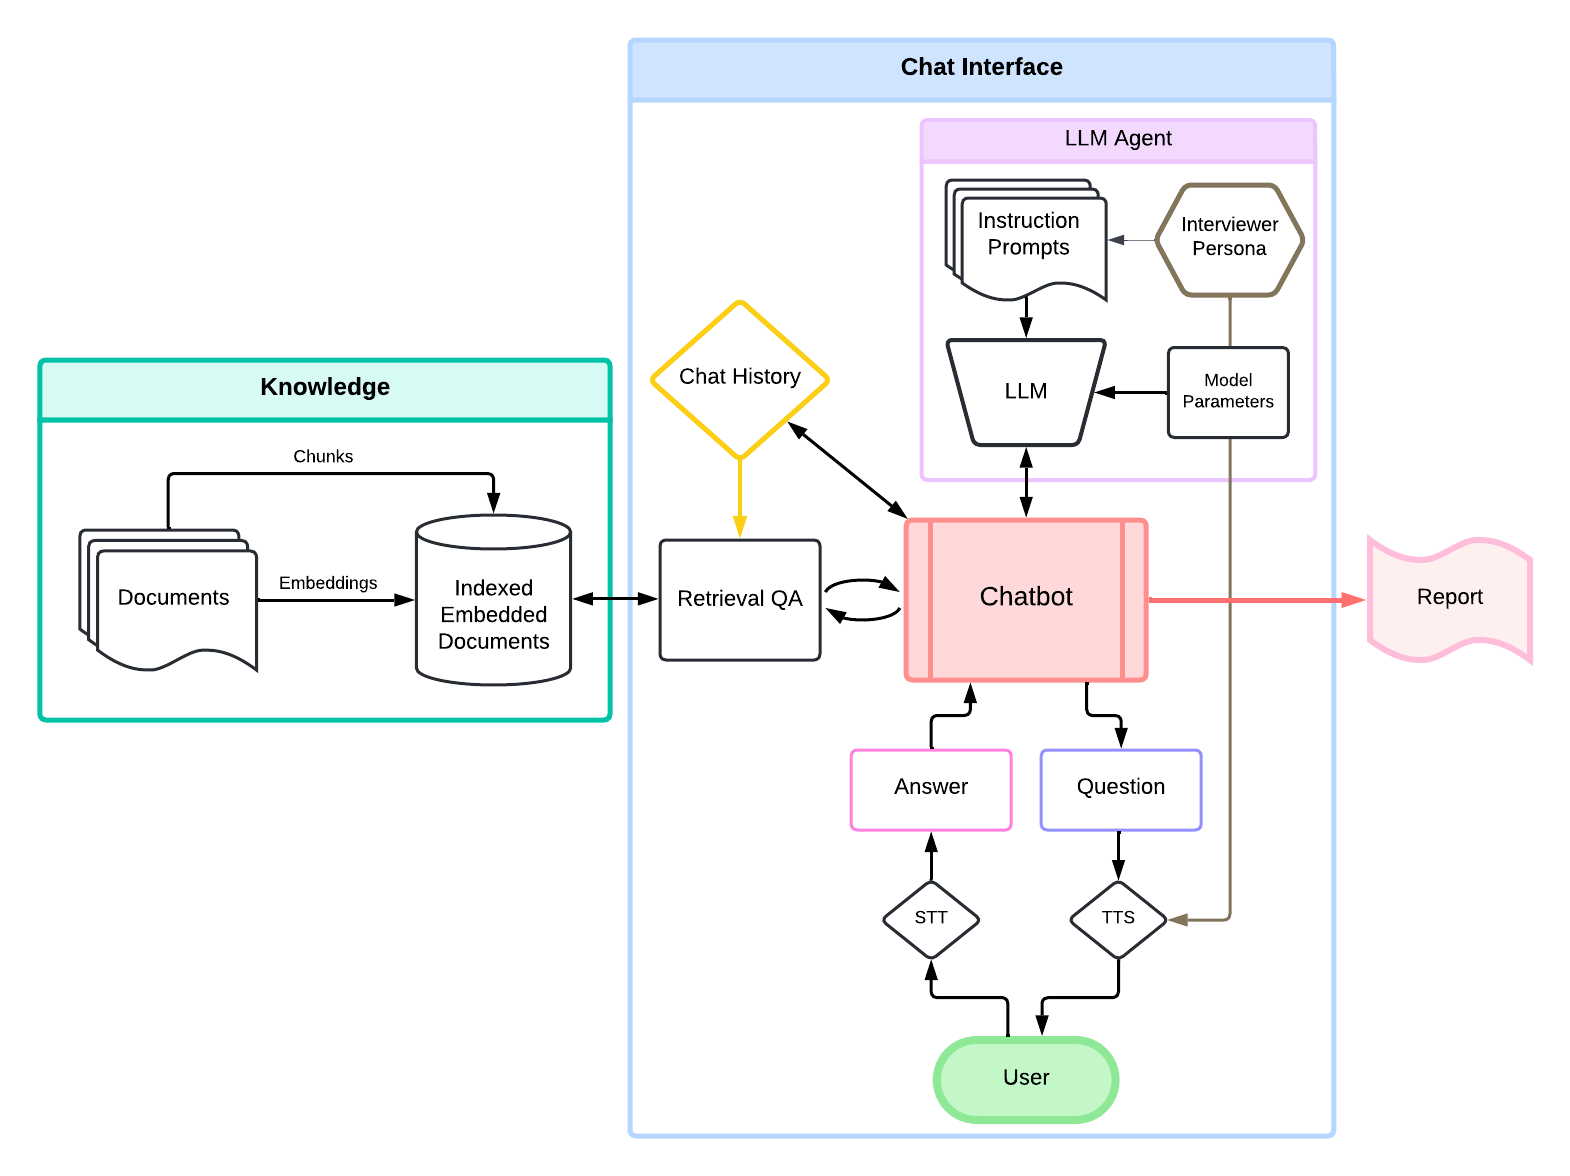 Chat Interface
LLM Agent
Instruction
Prompts
Interviewer
Persona
Chat History
LLM
Model
Parameters
Knowledge
Chunks
Documents
Embeddings
Indexed
Embedded
Documents
Retrieval QA
Chatbot
Report
Answer
Question
STT
TTS
User